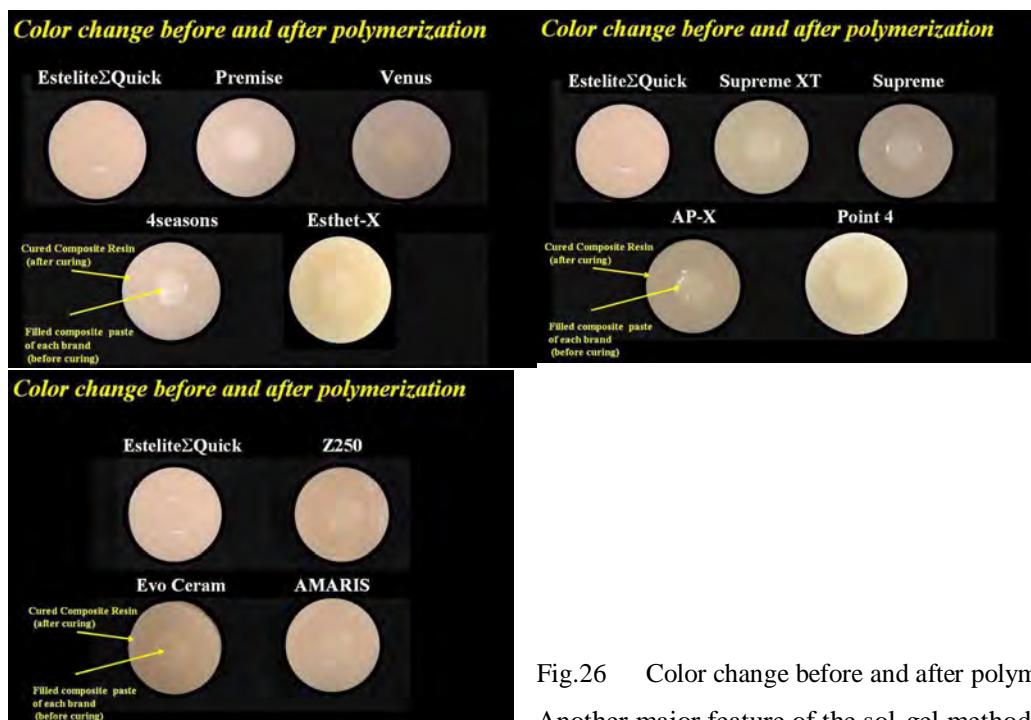 Color change before and after polymerization
EsteliteΣQuick Premise Venus
4seasons Esthet-X
Cured Composite Resin
(after curing)
Filled composite paste
of each brand
(before curing)
Color change before and after polymerization
EsteliteΣQuick Supreme XT Supreme
AP-X Point 4
Cured Composite Resin
(after curing)
Filled composite paste
of each brand
(before curing)
Color change before and after polymerization
EsteliteΣQuick Z250
Evo Ceram AMARIS
Cured Composite Resin
(after curing)
Filled composite paste
of each brand
(before curing)
Fig.26 Color change before and after polym
Another major feature of the sol-gel method